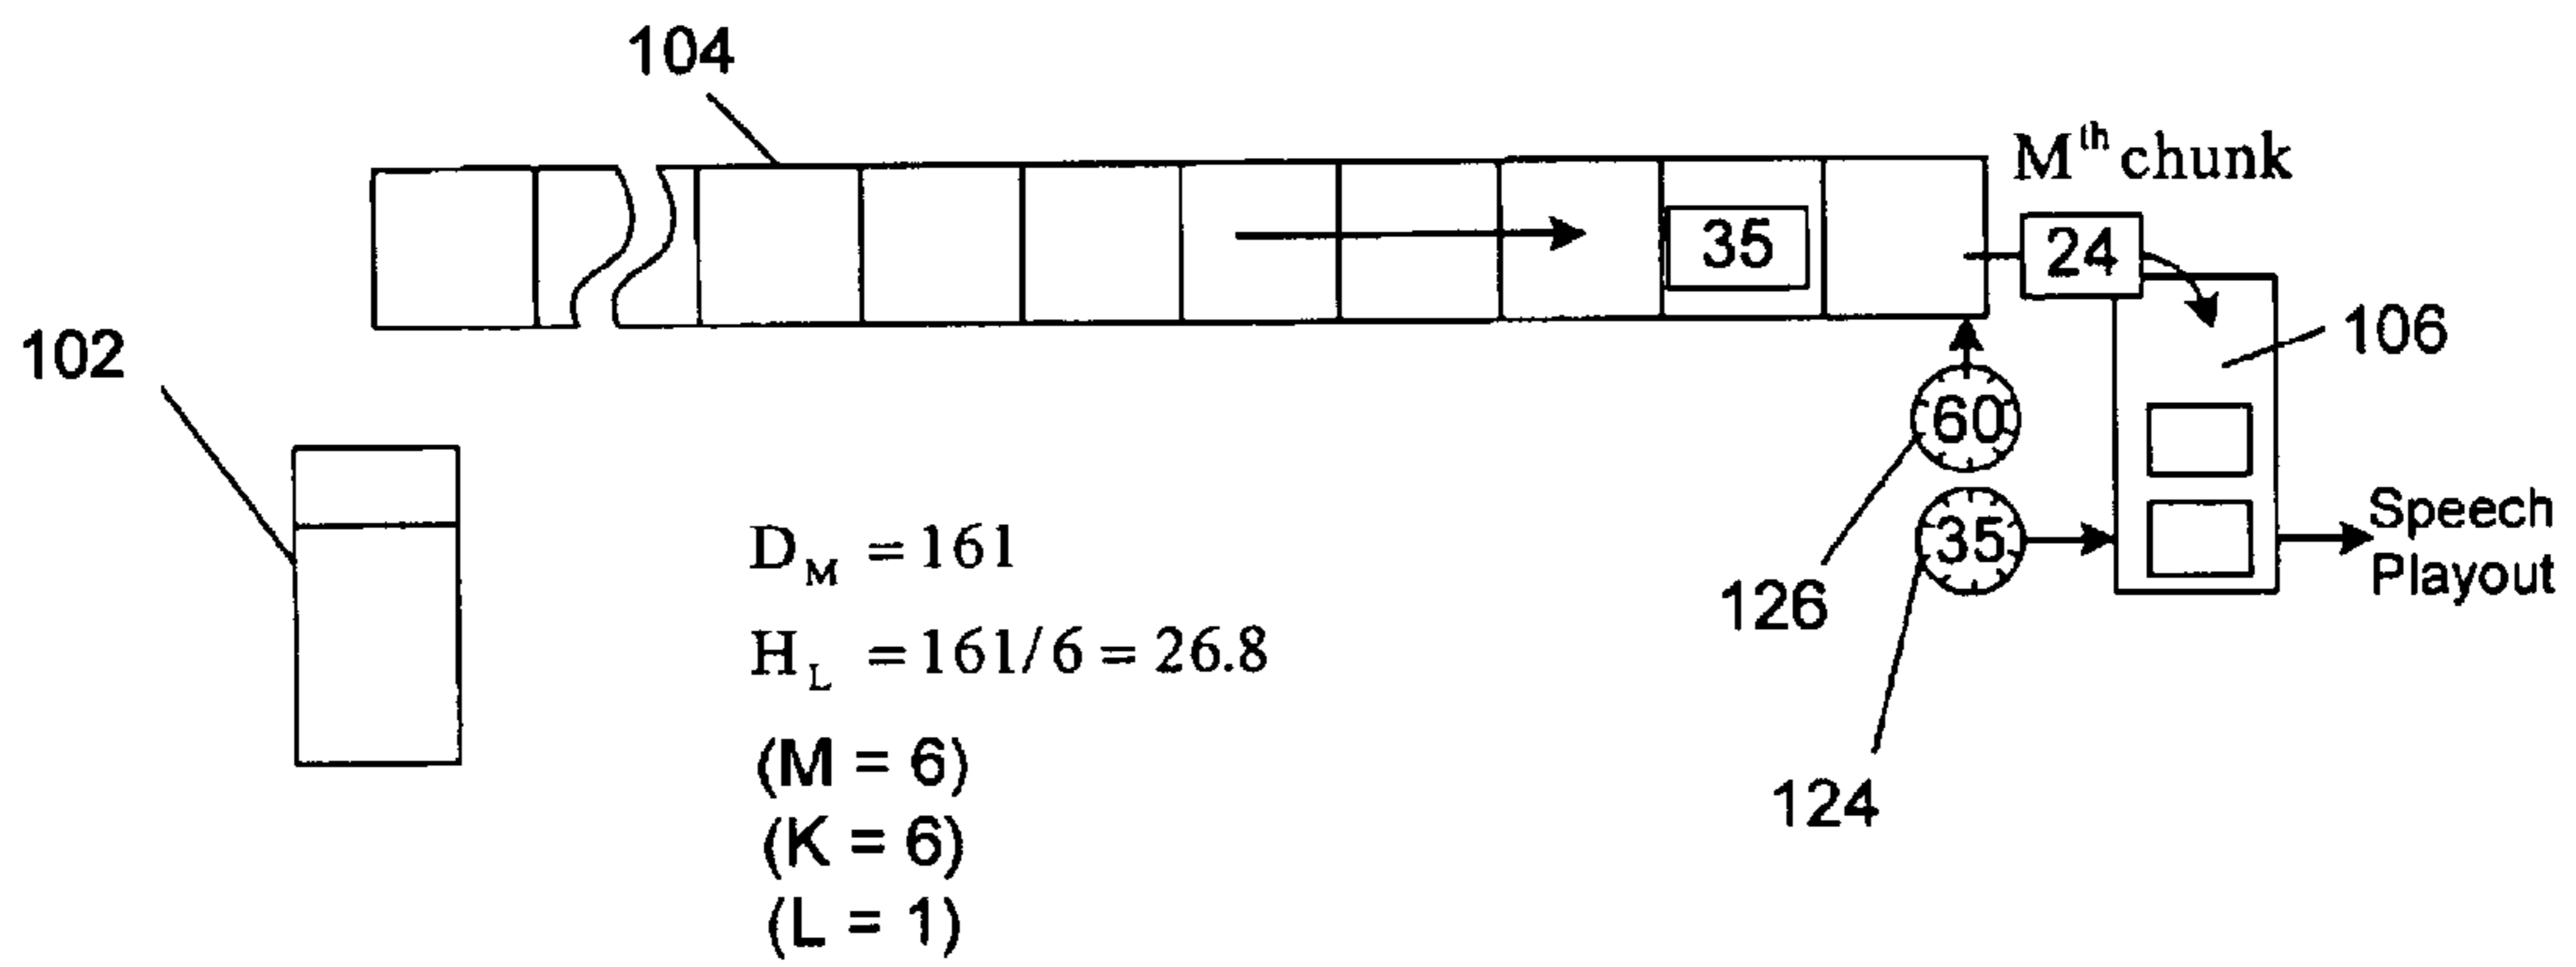 104
M^th chunk
35
24
102
106
60
D_M = 161
35
Speech
Playout
126
H_L = 161/6 = 26.8
(M = 6)
124
(K = 6)
(L = 1)